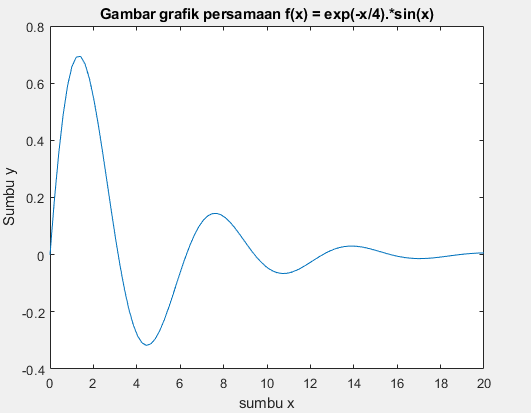 Gambar grafik persamaan f(x) = exp(-x/4).*sin(x)
0.8
0.6
0.4
0.2
0
-0.2
-0.4
Sumbu y
0 2 4 6 8 10 12 14 16 18 20
sumbu x